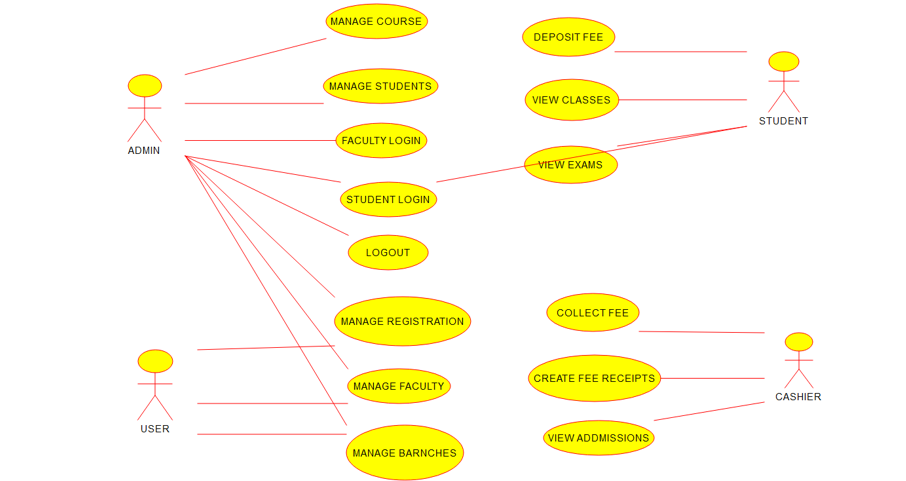 MANAGE COURSE
DEPOSIT FEE
MANAGE STUDENTS
VIEW CLASSES
STUDENT
FACULTY LOGIN
ADMIN
VIEW EXAMS
STUDENT LOGIN
LOGOUT
COLLECT FEE
MANAGE REGISTRATION
CREATE FEE RECEIPTS
MANAGE FACULTY
CASHIER
USER
VIEW ADDMISSIONS
MANAGE BARNCHES